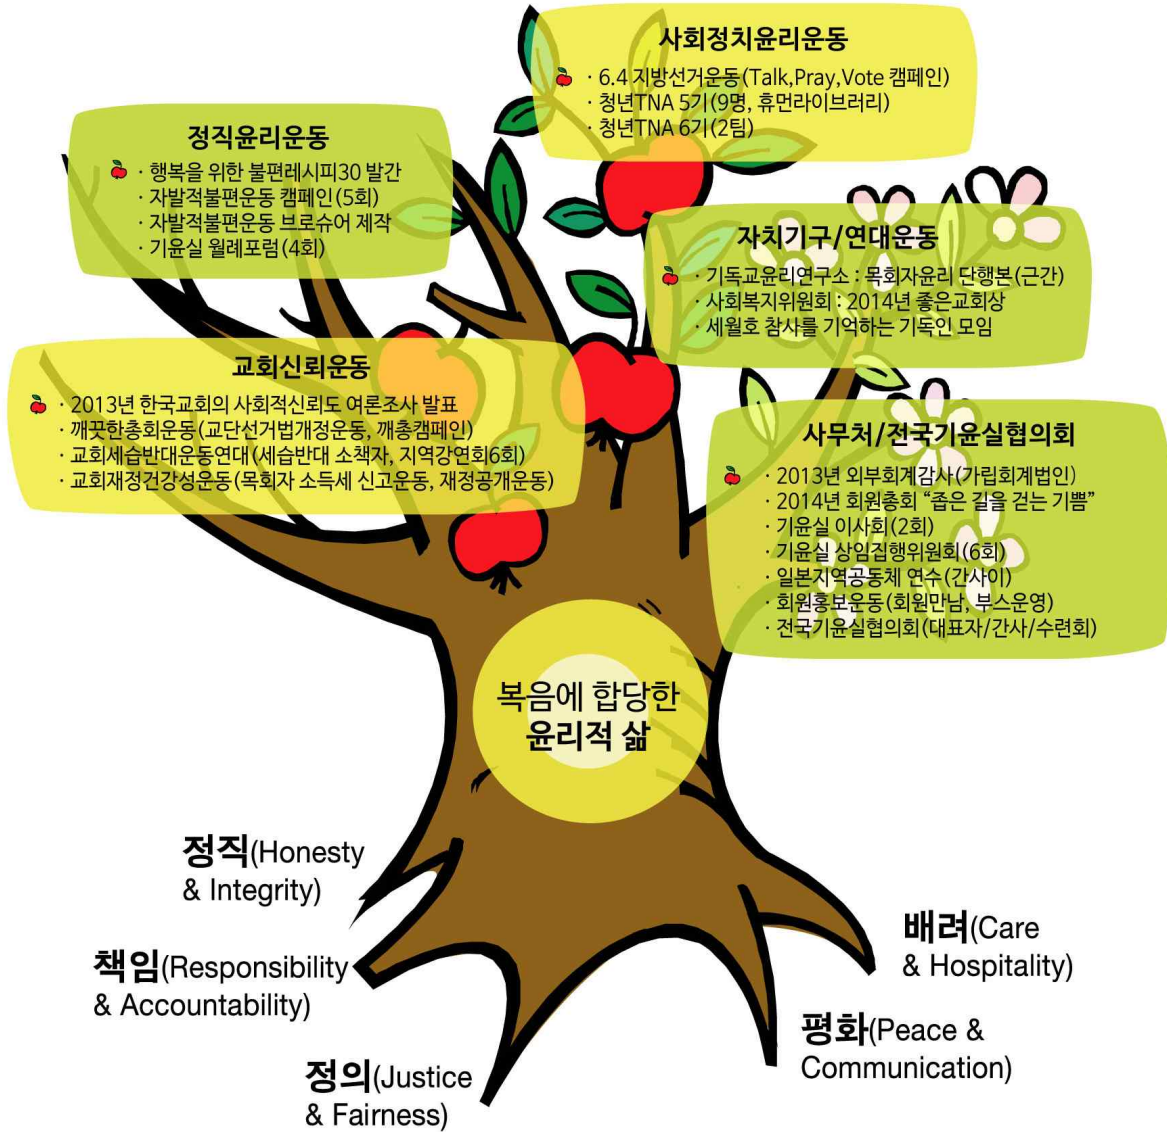 사회정치윤리운동
· 6.4 지방선거운동(Talk,Pray,Vote 캠페인)
· 청년TNA 5기(9명, 휴먼라이브러리)
· 청년TNA 6기(2팀)
정직윤리운동
· 행복을 위한 불편레시피30 발간
· 자발적불편운동 캠페인(5회)
· 자발적불편운동 브로슈어 제작
· 기윤실 월례포럼(4회)
자치기구/연대운동
· 기독교윤리연구소 : 목회자윤리 단행본(근간)
· 사회복지위원회 : 2014년 좋은교회상
· 세월호 참사를 기억하는 기독인 모임
교회신뢰운동
· 2013년 한국교회의 사회적신뢰도 여론조사 발표
· 깨끗한총회운동(교단선거법개정운동, 깨총캠페인)
· 교회세습반대운동연대(세습반대 소책자, 지역강연회6회)
· 교회재정건강성운동(목회자 소득세 신고운동, 재정공개운동)
사무처/전국기윤실협의회
· 2013년 외부회계감사(가립회계법인)
· 2014년 회원총회 “좁은 길을 걷는 기쁨”
· 기윤실 이사회(2회)
· 기윤실 상임집행위원회(6회)
· 일본지역공동체 연수(간사이)
· 회원홍보운동(회원만남, 부스운영)
· 전국기윤실협의회(대표자/간사/수련회)
복음에 합당한
윤리적 삶
정직(Honesty
& Integrity)
책임(Responsibility
& Accountability)
정의(Justice
& Fairness)
배려(Care
& Hospitality)
평화(Peace &
Communication)